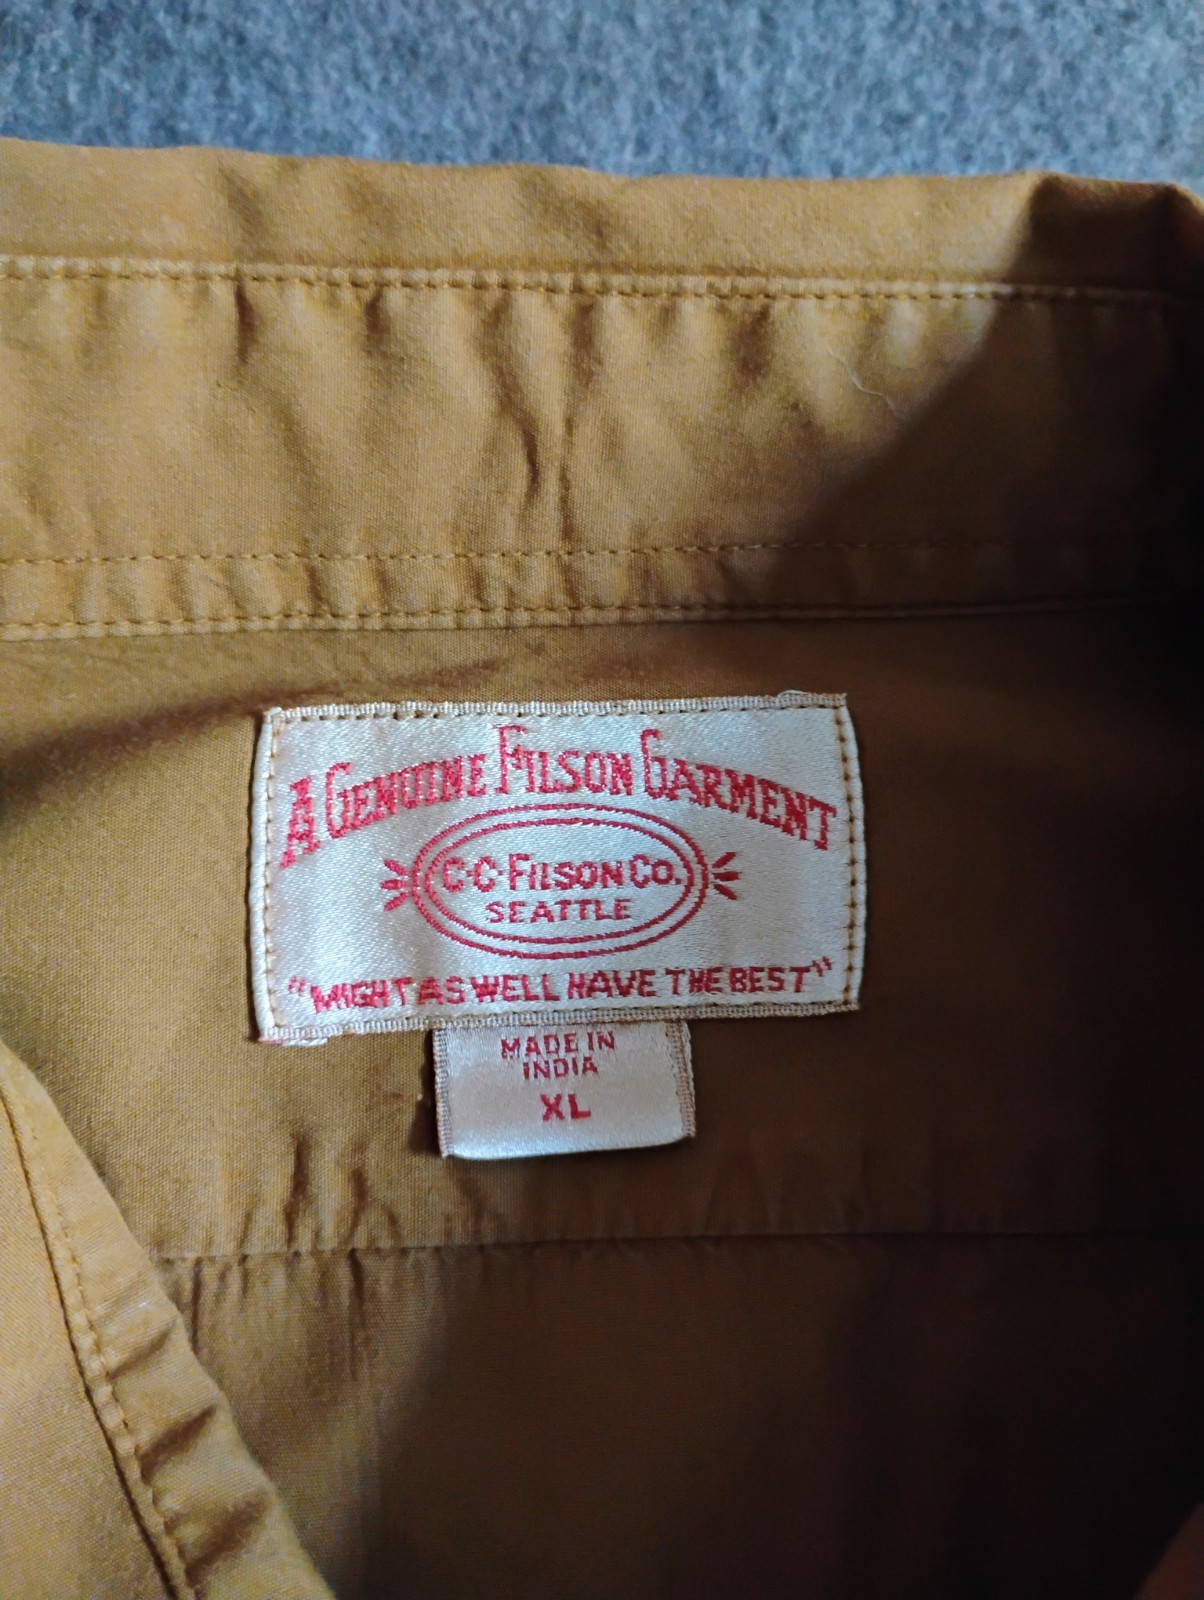 A GENUINE FILSON GARMENT
C·C·FILSON CO.
SEATTLE
"MIGHT AS WELL HAVE THE BEST"
MADE IN
INDIA
XL